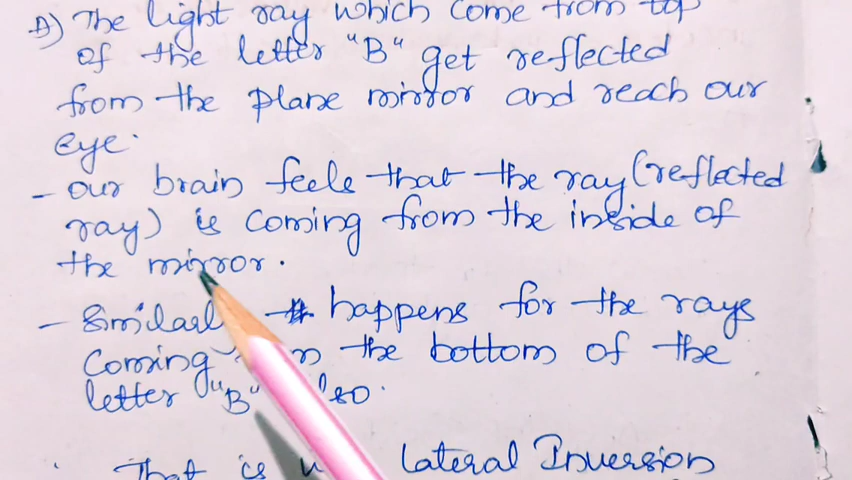 A) The light ray which come from top
of the letter "B" get reflected
from the plane mirror and reach our
eye.
- our brain feels that the ray (reflected
ray) is coming from the inside of
the mirror.
- happens for the rays
coming the bottom of the
letter "B"
That is Lateral Inversion